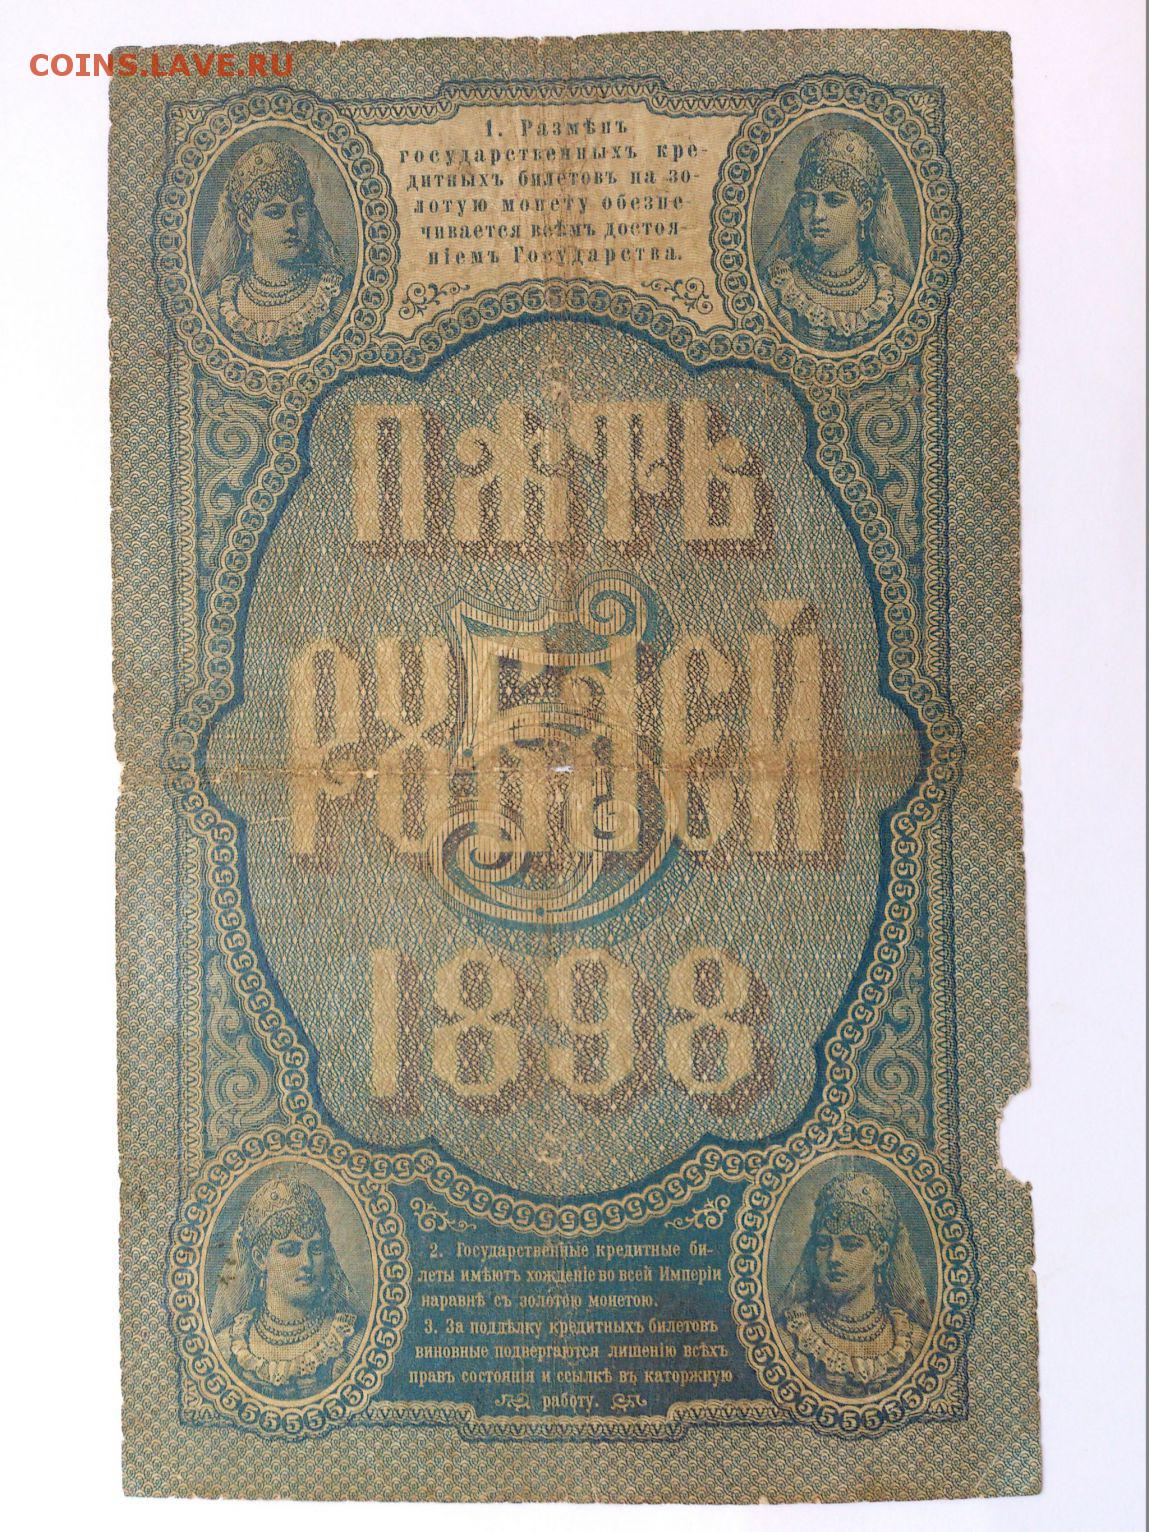 COINS.LAVE.RU
1. Размѣнъ
государственныхъ кре-
дитныхъ билетовъ на зо-
лотую монету обезпе-
чивается всѣмъ достоя-
ніемъ Государства.
ПЯТЬ
РУБЛЕЙ
5
1898
2. Государственные кредитные би-
леты имѣютъ хожденіе во всей Имперіи
наравнѣ съ золотою монетою.
3. За поддѣлку кредитныхъ билетовъ
виновные подвергаются лишенію всѣхъ
правъ состоянія и ссылкѣ въ каторжную
работу.